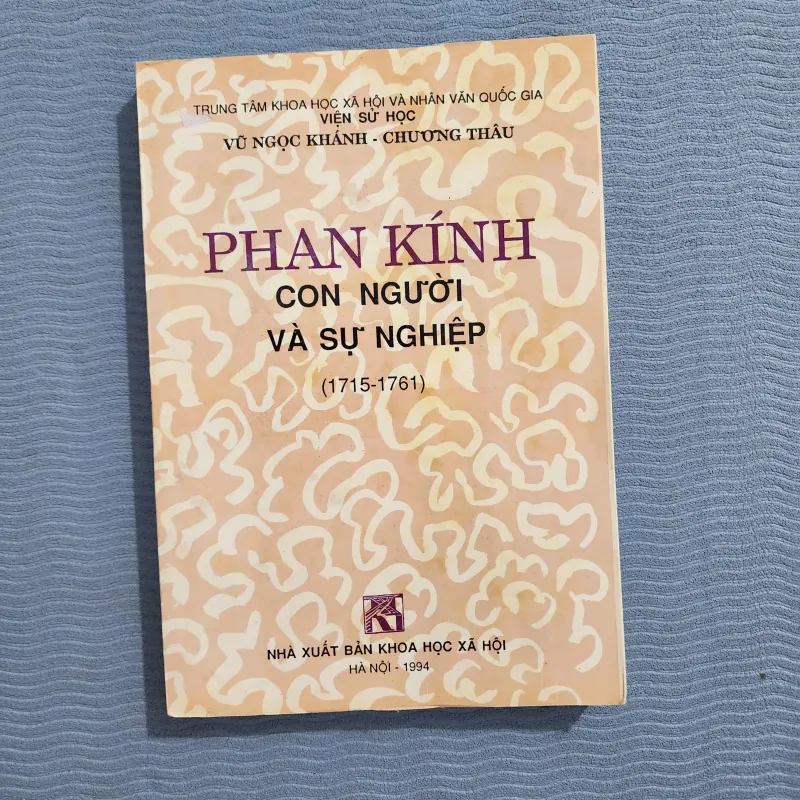 TRUNG TÂM KHOA HỌC XÃ HỘI VÀ NHÂN VĂN QUỐC GIA
VIỆN SỬ HỌC
VŨ NGỌC KHÁNH - CHƯƠNG THÂU
PHAN KÍNH
CON NGƯỜI
VÀ SỰ NGHIỆP
(1715-1761)
NHÀ XUẤT BẢN KHOA HỌC XÃ HỘI
HÀ NỘI - 1994